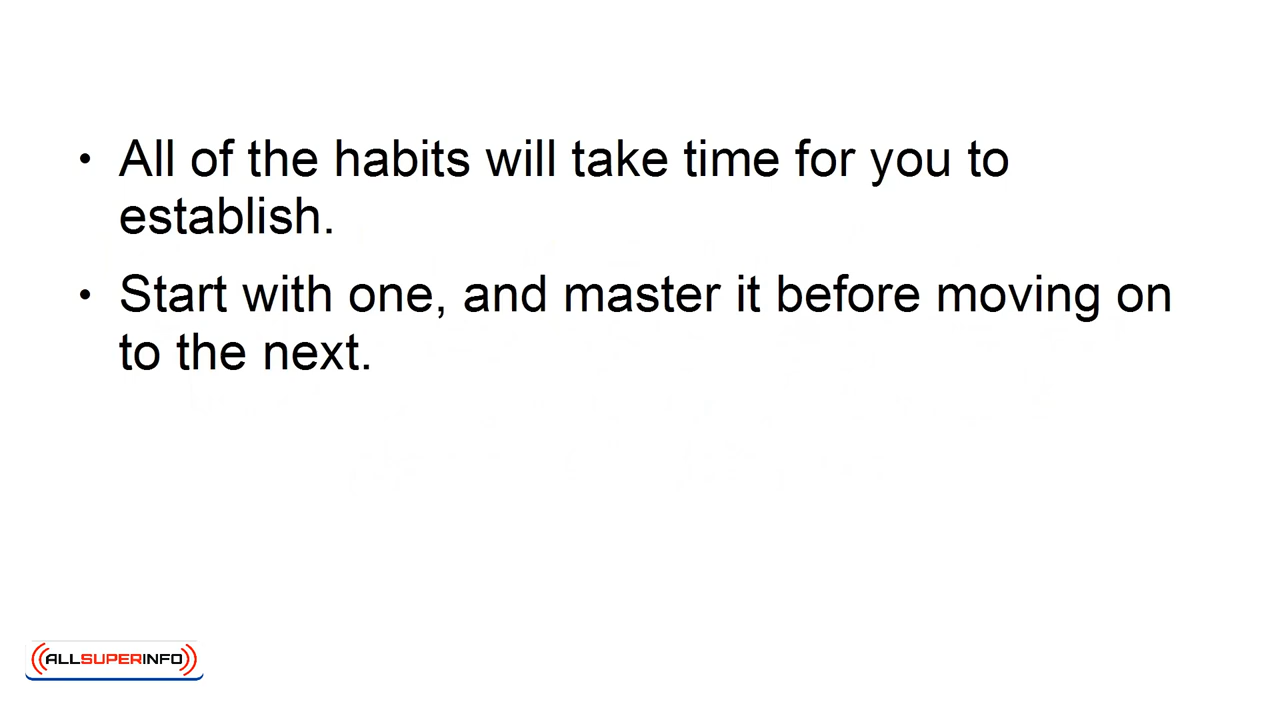 • All of the habits will take time for you to
establish.
• Start with one, and master it before moving on
to the next.
ALLSUPERINFO